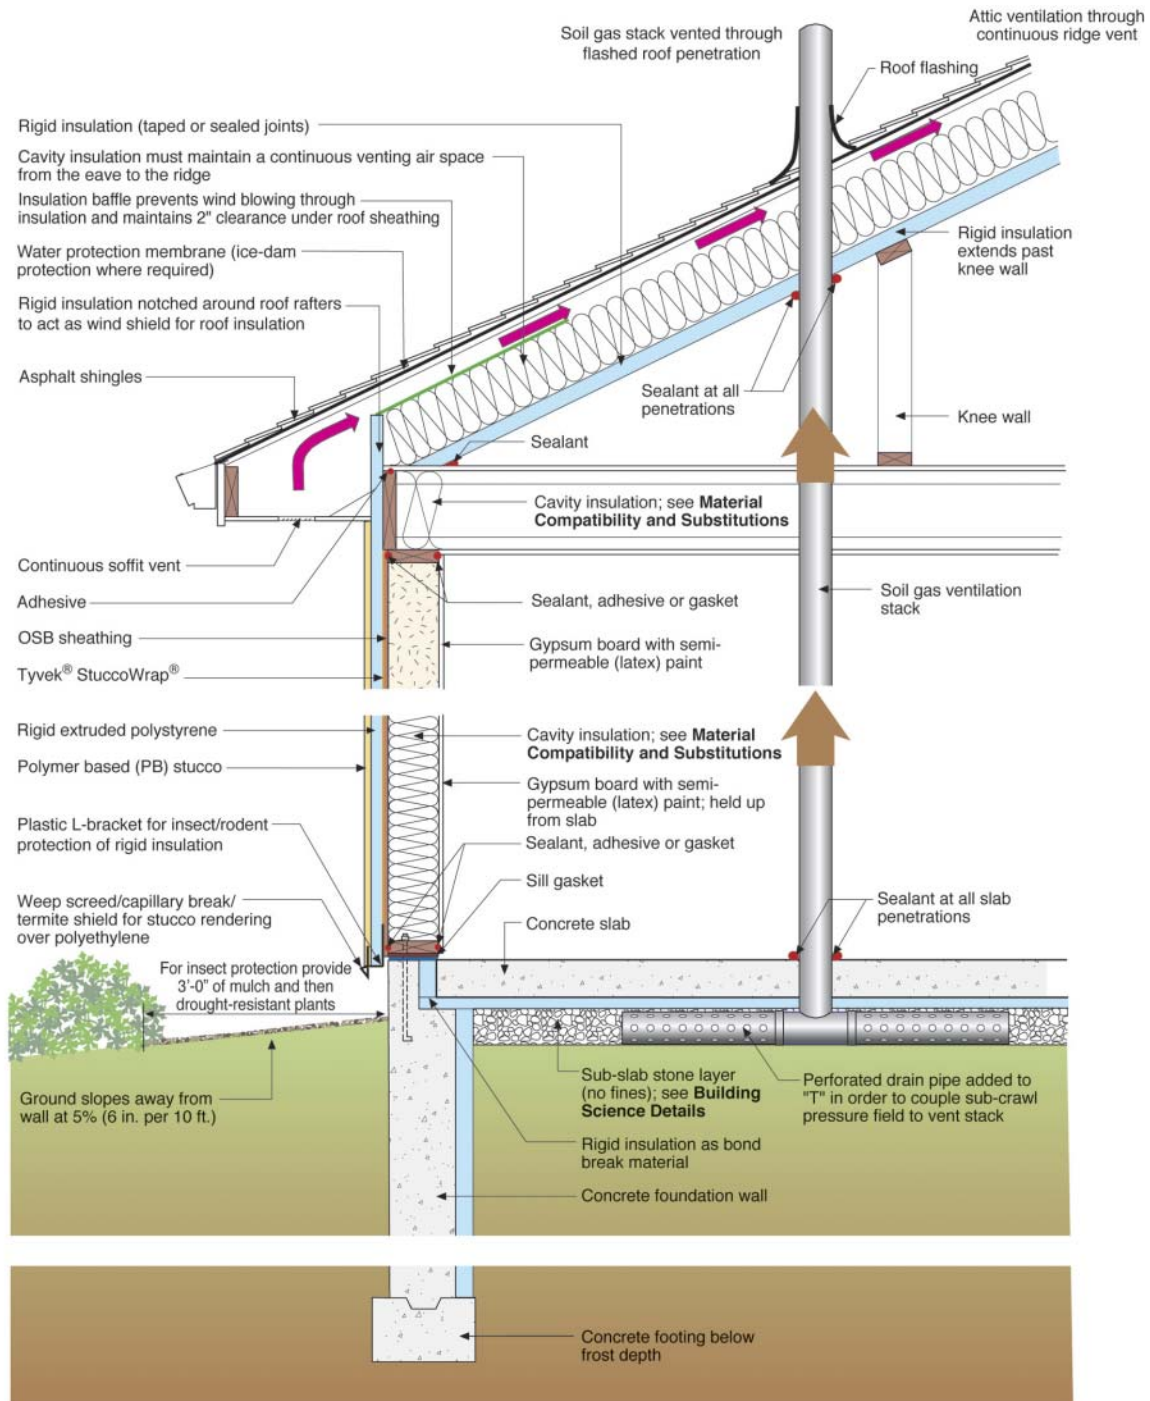 Soil gas stack vented through
flashed roof penetration
Attic ventilation through
continuous ridge vent
Roof flashing
Rigid insulation (taped or sealed joints)
Cavity insulation must maintain a continuous venting air space
from the eave to the ridge
Insulation baffle prevents wind blowing through
insulation and maintains 2" clearance under roof sheathing
Water protection membrane (ice-dam
protection where required)
Rigid insulation notched around roof rafters
to act as wind shield for roof insulation
Asphalt shingles
Rigid insulation
extends past
knee wall
Sealant at all
penetrations
Knee wall
Sealant
Cavity insulation; see Material
Compatibility and Substitutions
Continuous soffit vent
Adhesive
OSB sheathing
Tyvek® StuccoWrap®
Sealant, adhesive or gasket
Gypsum board with semi-
permeable (latex) paint
Soil gas ventilation
stack
Rigid extruded polystyrene
Polymer based (PB) stucco
Plastic L-bracket for insect/rodent
protection of rigid insulation
Weep screed/capillary break/
termite shield for stucco rendering
over polyethylene
Cavity insulation; see Material
Compatibility and Substitutions
Gypsum board with semi-
permeable (latex) paint; held up
from slab
Sealant, adhesive or gasket
Sill gasket
Concrete slab
Sealant at all slab
penetrations
For insect protection provide
3'-0" of mulch and then
drought-resistant plants
Ground slopes away from
wall at 5% (6 in. per 10 ft.)
Sub-slab stone layer
(no fines); see Building
Science Details
Perforated drain pipe added to
"T" in order to couple sub-crawl
pressure field to vent stack
Rigid insulation as bond
break material
Concrete foundation wall
Concrete footing below
frost depth